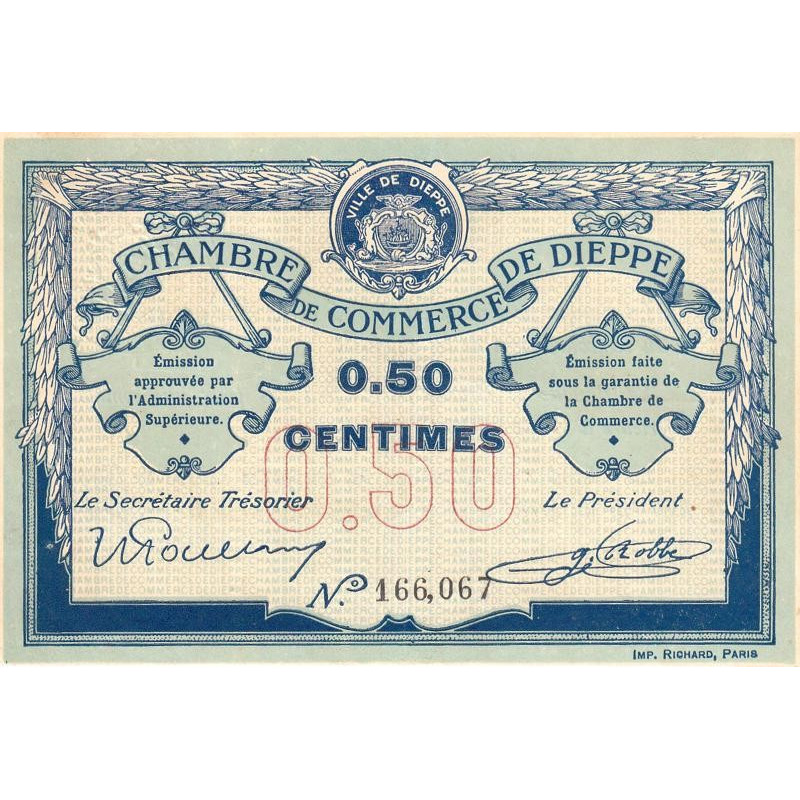 VILLE DE DIEPPE
CHAMBRE DE COMMERCE DE DIEPPE
Émission
approuvée par
l'Administration
Supérieure.
0.50
CENTIMES
0.50
Émission faite
sous la garantie de
la Chambre de
Commerce.
Le Secrétaire Trésorier
Le Président
N.º 166,067
IMP. RICHARD, PARIS